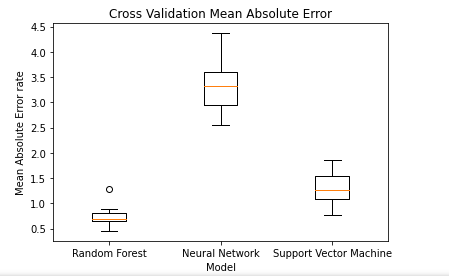 Cross Validation Mean Absolute Error
Mean Absolute Error rate
4.5
4.0
3.5
3.0
2.5
2.0
1.5
1.0
0.5
Random Forest Neural Network Support Vector Machine
Model